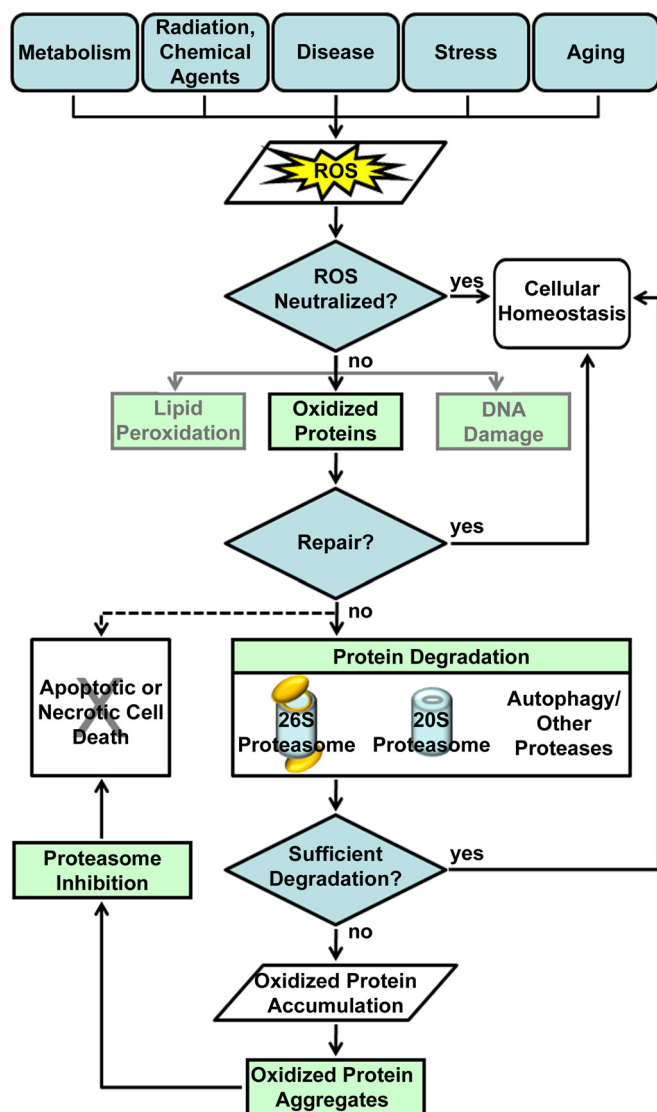 Metabolism
Radiation,
Chemical
Agents
Disease
Stress
Aging
ROS
ROS
Neutralized?
yes
Cellular
Homeostasis
no
Lipid
Peroxidation
Oxidized
Proteins
DNA
Damage
Repair?
yes
no
Apoptotic or
Necrotic Cell
Death
X
Protein Degradation
26S
Proteasome
20S
Proteasome
Autophagy/
Other
Proteases
Proteasome
Inhibition
Sufficient
Degradation?
yes
no
Oxidized Protein
Accumulation
Oxidized Protein
Aggregates